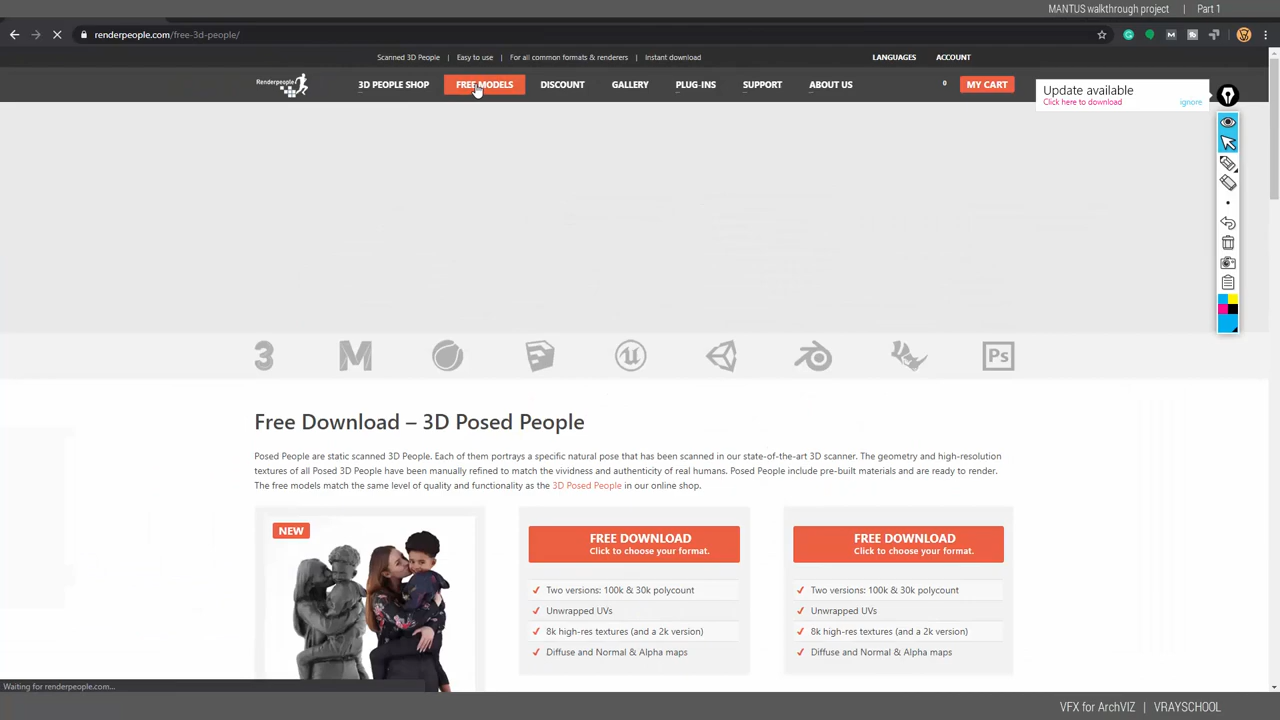 MANTUS walkthrough project | Part 1
renderpeople.com/free-3d-people/
Scanned 3D People | Easy to use | For all common formats & renderers | Instant download
LANGUAGES ACCOUNT
Renderpeople
3D PEOPLE SHOP FREE MODELS DISCOUNT GALLERY PLUG-INS SUPPORT ABOUT US 0 MY CART
Update available
Click here to download ignore
3 M Ps
Free Download – 3D Posed People
Posed People are static scanned 3D People. Each of them portrays a specific natural pose that has been scanned in our state-of-the-art 3D scanner. The geometry and high-resolution
textures of all Posed 3D People have been manually refined to match the vividness and authenticity of real humans. Posed People include pre-built materials and are ready to render.
The free models match the same level of quality and functionality as the 3D Posed People in our online shop.
NEW
FREE DOWNLOAD
Click to choose your format.
Two versions: 100k & 30k polycount
Unwrapped UVs
8k high-res textures (and a 2k version)
Diffuse and Normal & Alpha maps
FREE DOWNLOAD
Click to choose your format.
Two versions: 100k & 30k polycount
Unwrapped UVs
8k high-res textures (and a 2k version)
Diffuse and Normal & Alpha maps
Waiting for renderpeople.com...
VFX for ArchVIZ | VRAYSCHOOL